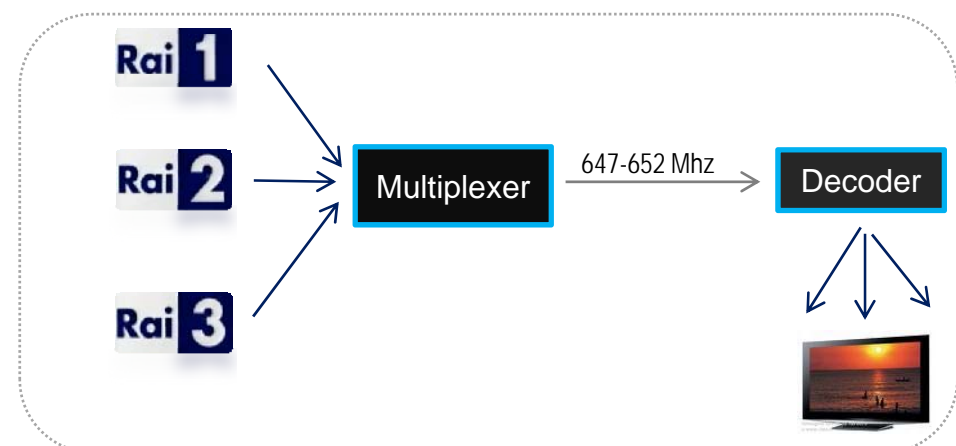 Rai 1
Rai 2
Multiplexer
647-652 Mhz
Decoder
Rai 3